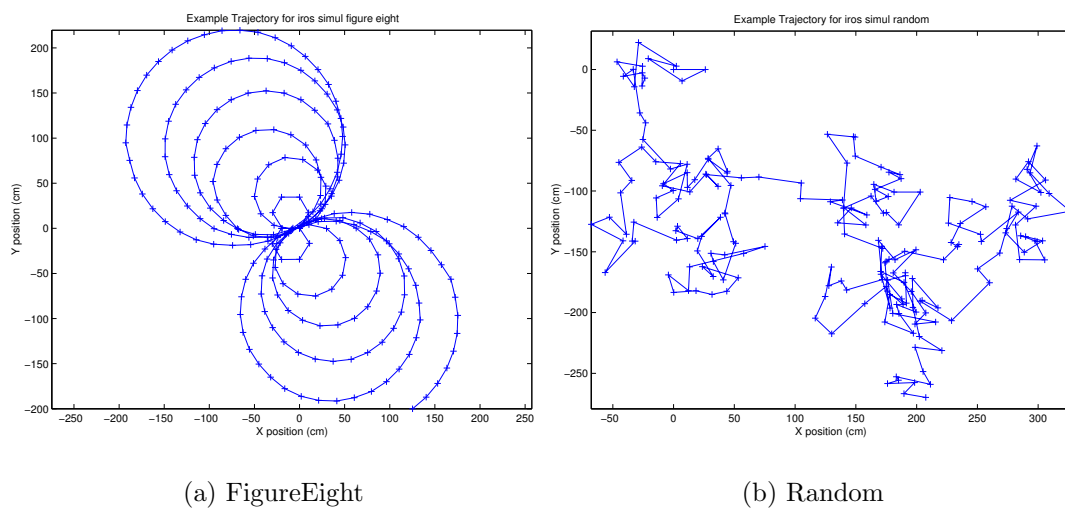 Example Trajectory for iros simul figure eight
200
150
100
50
0
−50
−100
−150
−200
Y position (cm)
−250 −200 −150 −100 −50 0 50 100 150 200 250
X position (cm)
Example Trajectory for iros simul random
0
−50
−100
−150
−200
−250
Y position (cm)
−50 0 50 100 150 200 250 300
X position (cm)
(a) FigureEight
(b) Random